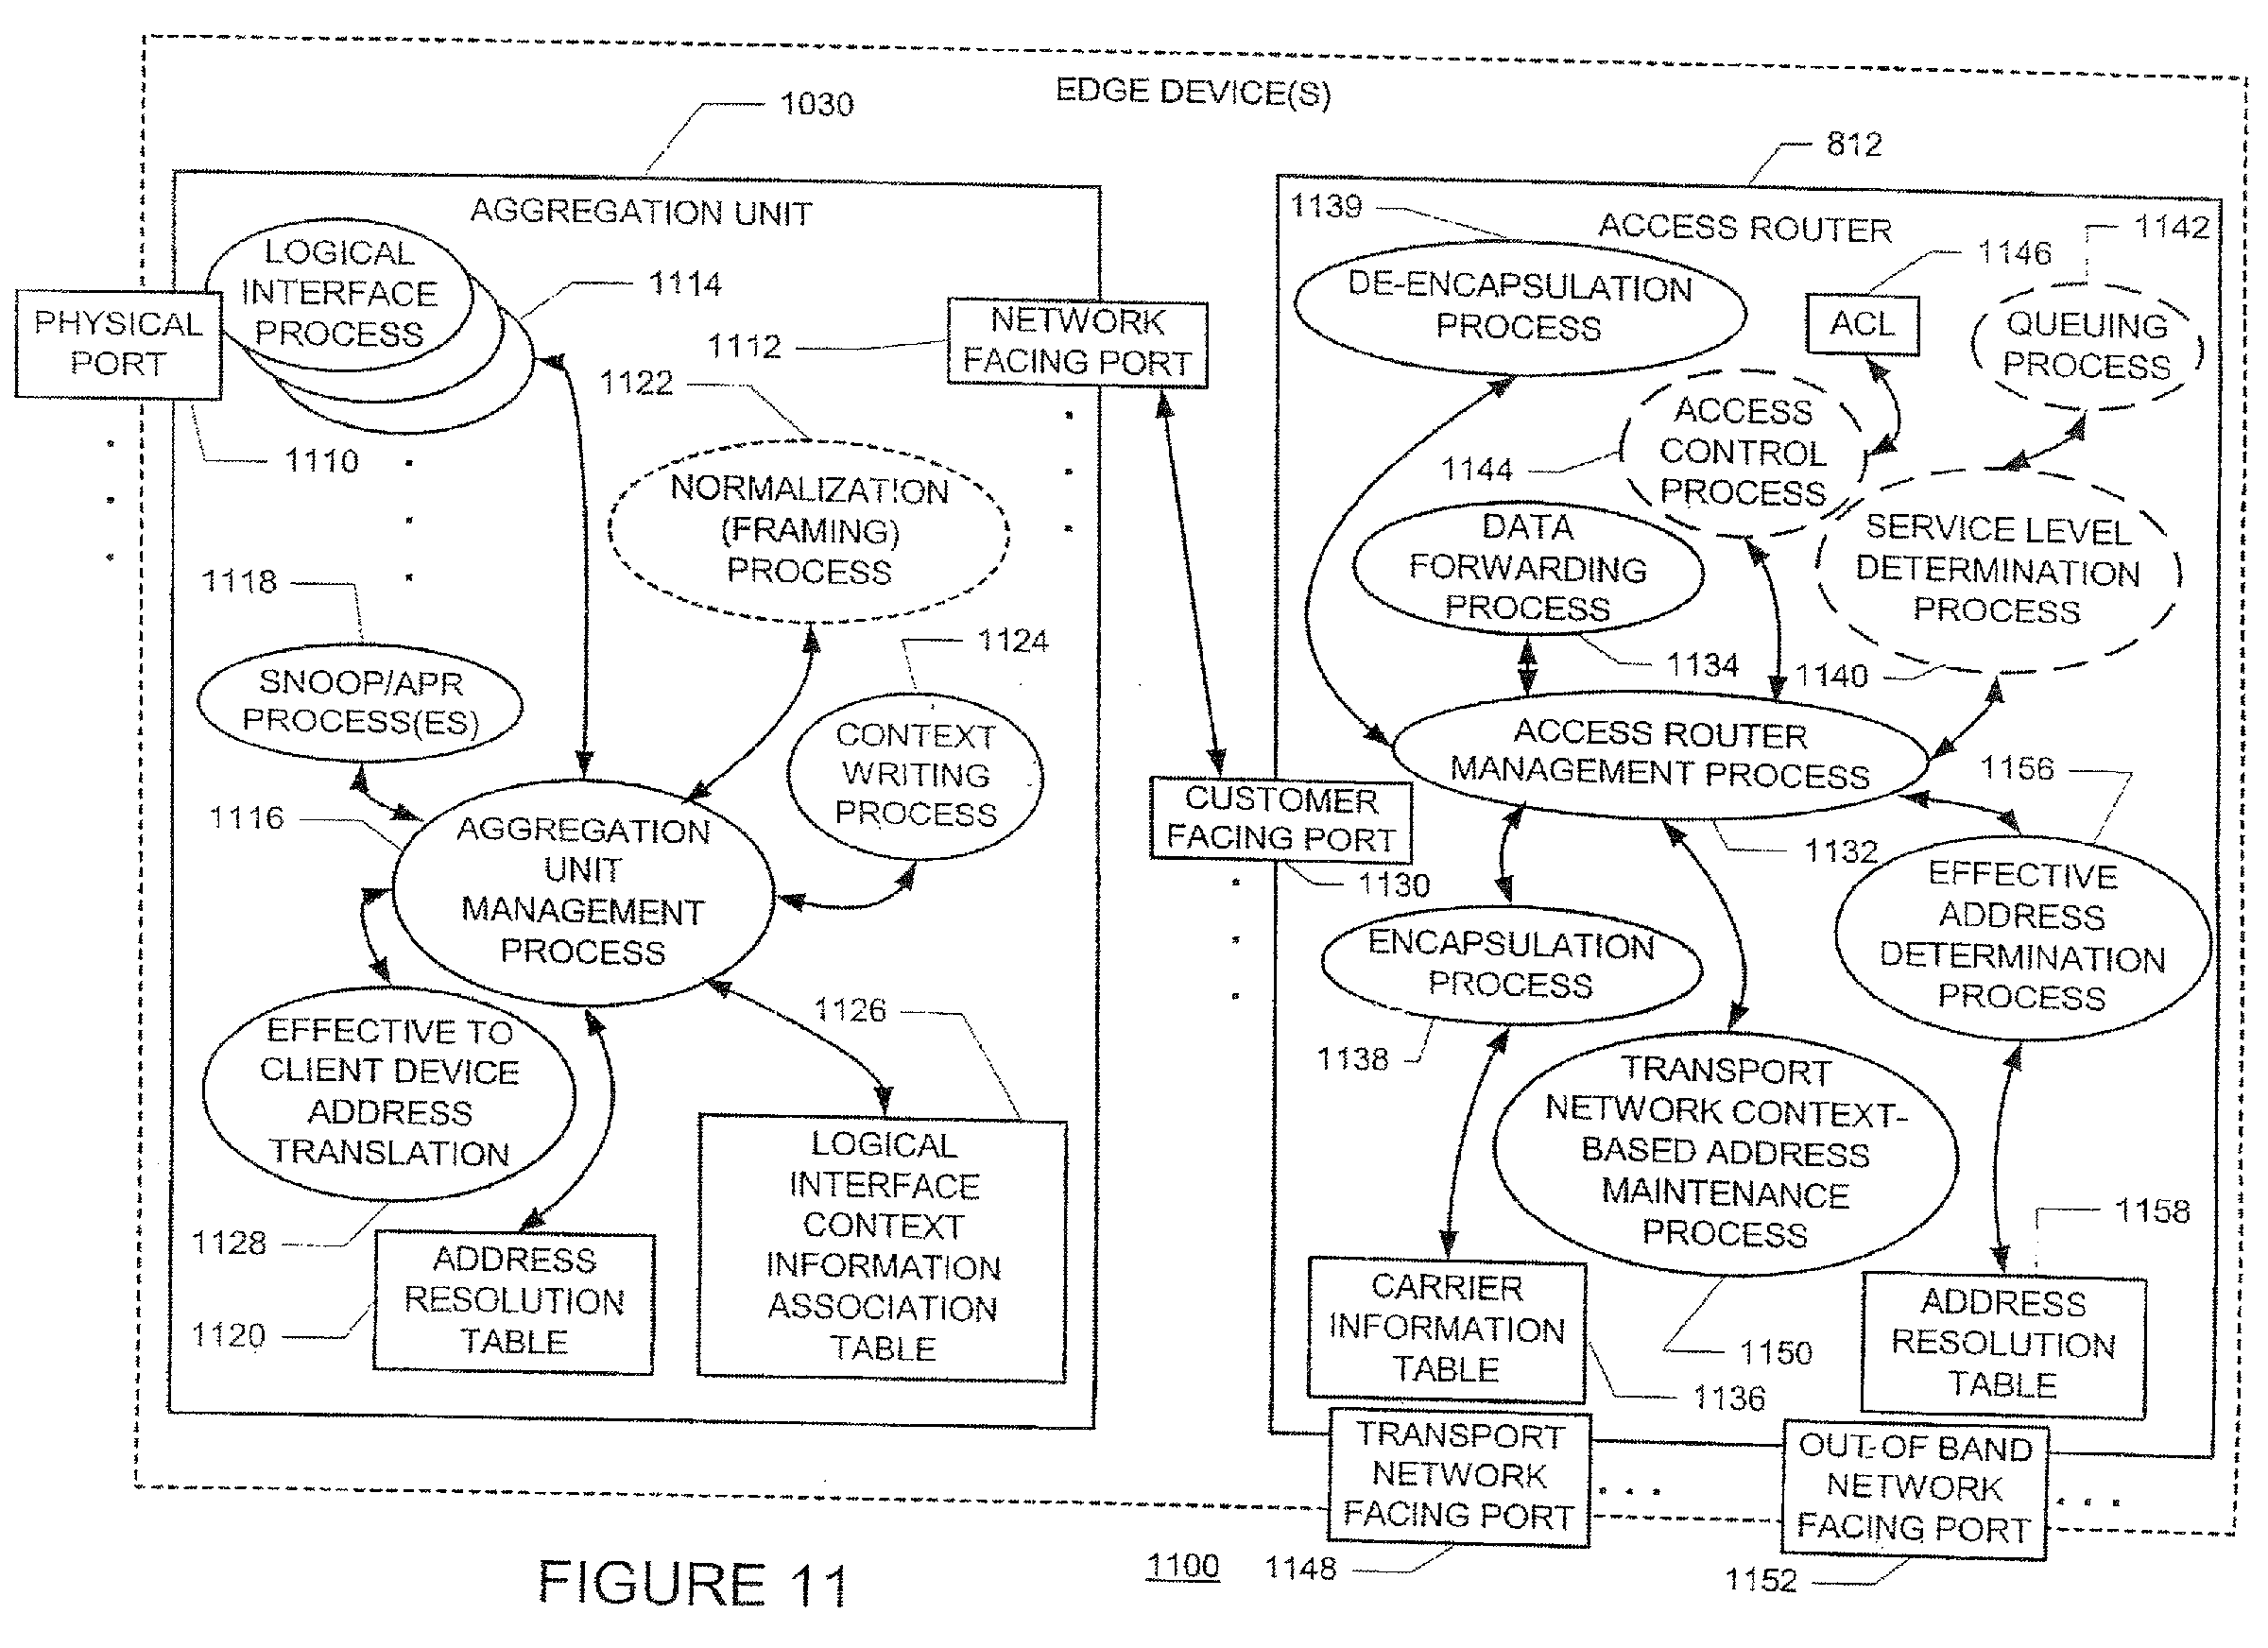 EDGE DEVICE(S)
1030
AGGREGATION UNIT
LOGICAL
INTERFACE
PROCESS
1114
PHYSICAL
PORT
1110
1112
NETWORK
FACING PORT
1122
NORMALIZATION
(FRAMING)
PROCESS
1118
SNOOP/APR
PROCESS(ES)
1124
CONTEXT
WRITING
PROCESS
1116
AGGREGATION
UNIT
MANAGEMENT
PROCESS
EFFECTIVE TO
CLIENT DEVICE
ADDRESS
TRANSLATION
1128
1126
LOGICAL
INTERFACE
CONTEXT
INFORMATION
ASSOCIATION
TABLE
ADDRESS
RESOLUTION
TABLE
1120
812
ACCESS ROUTER
1139
DE-ENCAPSULATION
PROCESS
1146
ACL
1142
QUEUING
PROCESS
1144
ACCESS
CONTROL
PROCESS
DATA
FORWARDING
PROCESS
1134
SERVICE LEVEL
DETERMINATION
PROCESS
1140
ACCESS ROUTER
MANAGEMENT PROCESS
1132
1156
CUSTOMER
FACING PORT
1130
EFFECTIVE
ADDRESS
DETERMINATION
PROCESS
ENCAPSULATION
PROCESS
1138
TRANSPORT
NETWORK CONTEXT-
BASED ADDRESS
MAINTENANCE
PROCESS
1150
1158
CARRIER
INFORMATION
TABLE
1136
ADDRESS
RESOLUTION
TABLE
TRANSPORT
NETWORK
FACING PORT
1148
OUT-OF BAND
NETWORK
FACING PORT
1152
1100
FIGURE 11